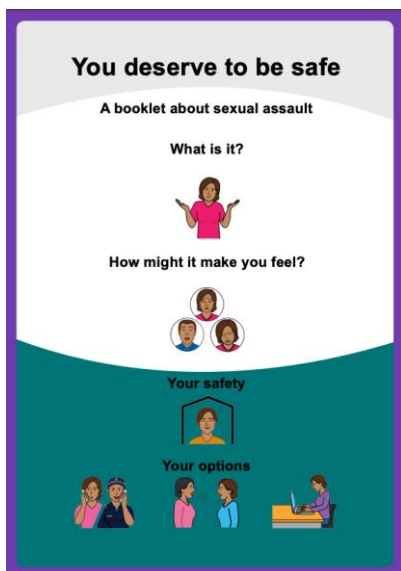 You deserve to be safe
A booklet about sexual assault
What is it?
How might it make you feel?
Your safety
Your options